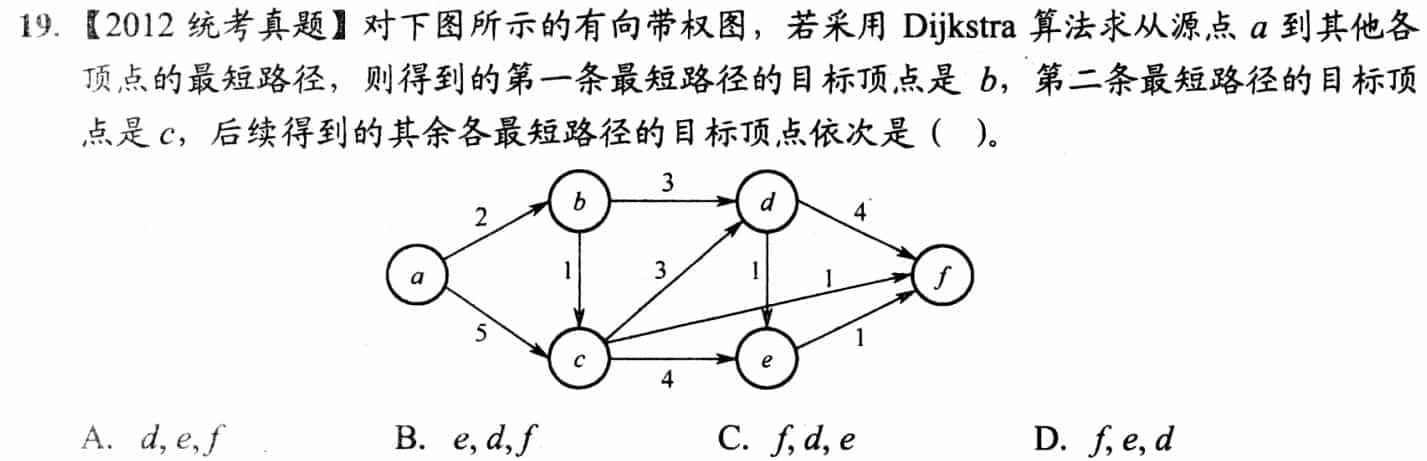 19. 【2012 统考真题】对下图所示的有向带权图，若采用 Dijkstra 算法求从源点 a 到其他各
顶点的最短路径，则得到的第一条最短路径的目标顶点是 b，第二条最短路径的目标顶
点是 c，后续得到的其余各最短路径的目标顶点依次是（ ）。
3
b
d
2
4
a
1
3
1
1
f
5
1
c
e
4
A. d, e, f
B. e, d, f
C. f, d, e
D. f, e, d